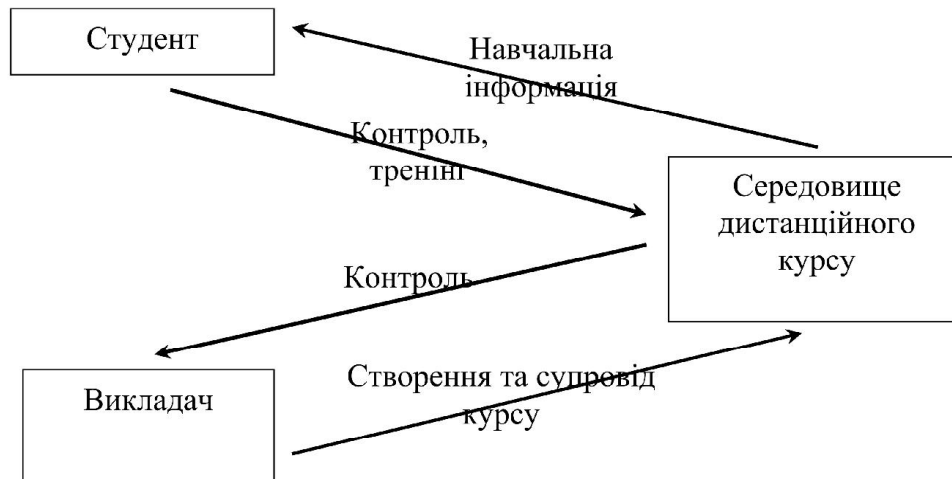 Студент
Навчальна
інформація
Контроль,
тренінг
Середовище
дистанційного
курсу
Контроль
Викладач
Створення та супровід
курсу